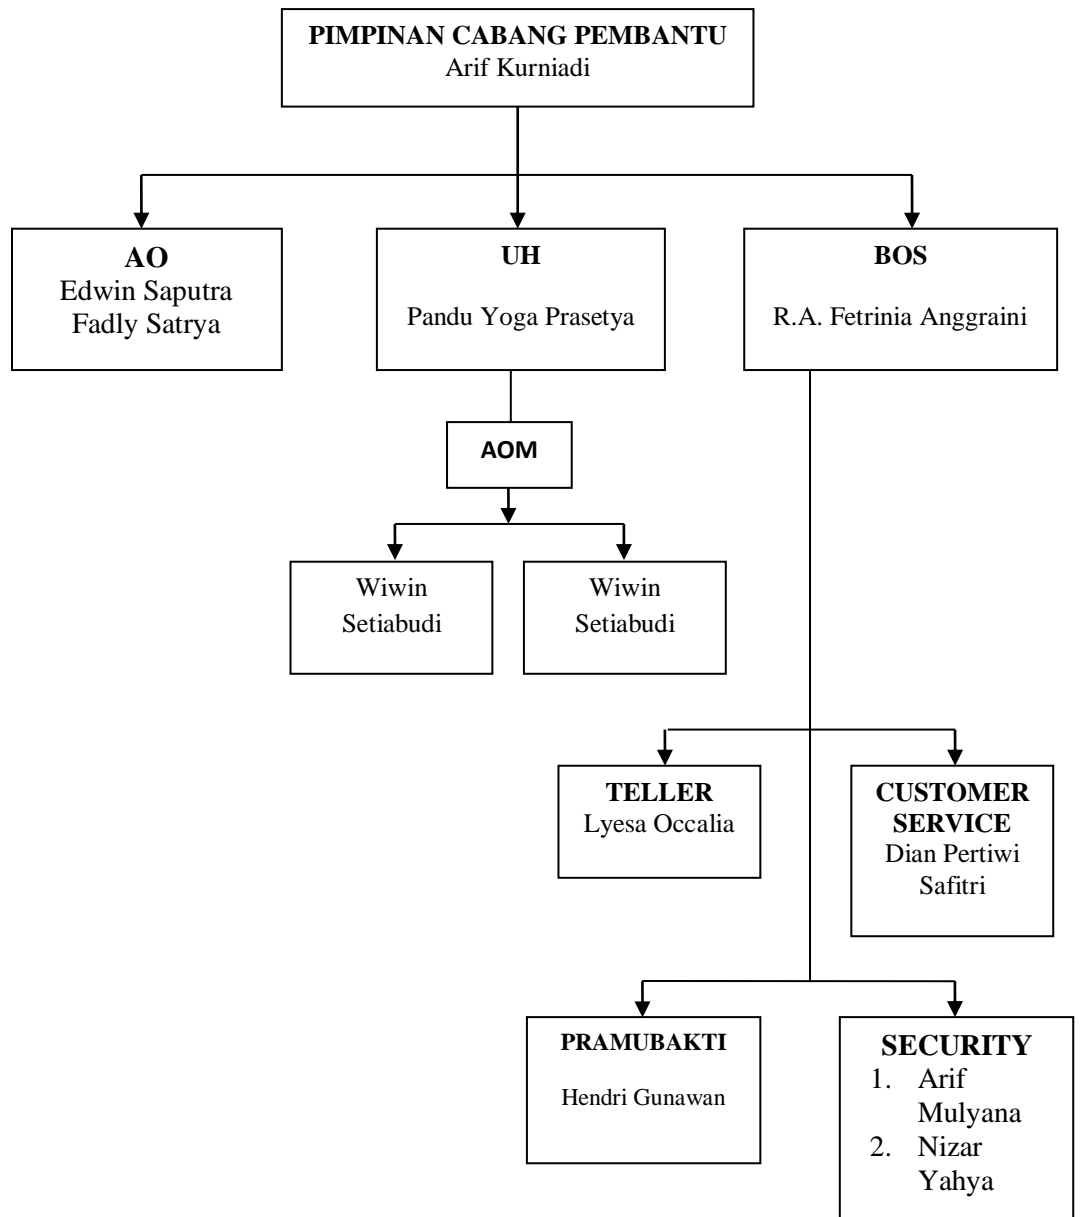 PIMPINAN CABANG PEMBANTU
Arif Kurniadi
AO
Edwin Saputra
Fadly Satrya
UH
Pandu Yoga Prasetya
BOS
R.A. Fetrinia Anggraini
AOM
Wiwin
Setiabudi
Wiwin
Setiabudi
TELLER
Lyesa Occalia
CUSTOMER
SERVICE
Dian Pertiwi
Safitri
PRAMUBAKTI
Hendri Gunawan
SECURITY
1. Arif
Mulyana
2. Nizar
Yahya